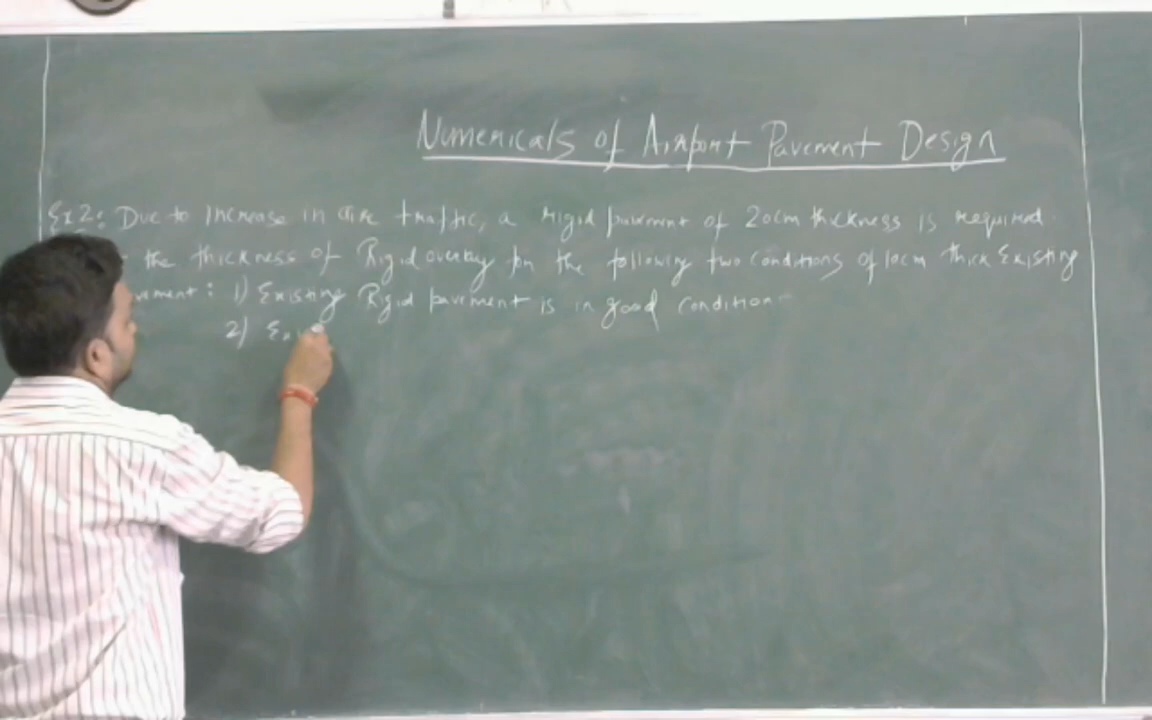 Numericals of Airport Pavement Design
Ex2: Due to increase in air traffic, a rigid pavement of 20cm thickness is required.
the thickness of Rigid overlay for the following two conditions of 10cm thick Existing
vement: 1) Existing Rigid pavement is in good condition
2) Exi